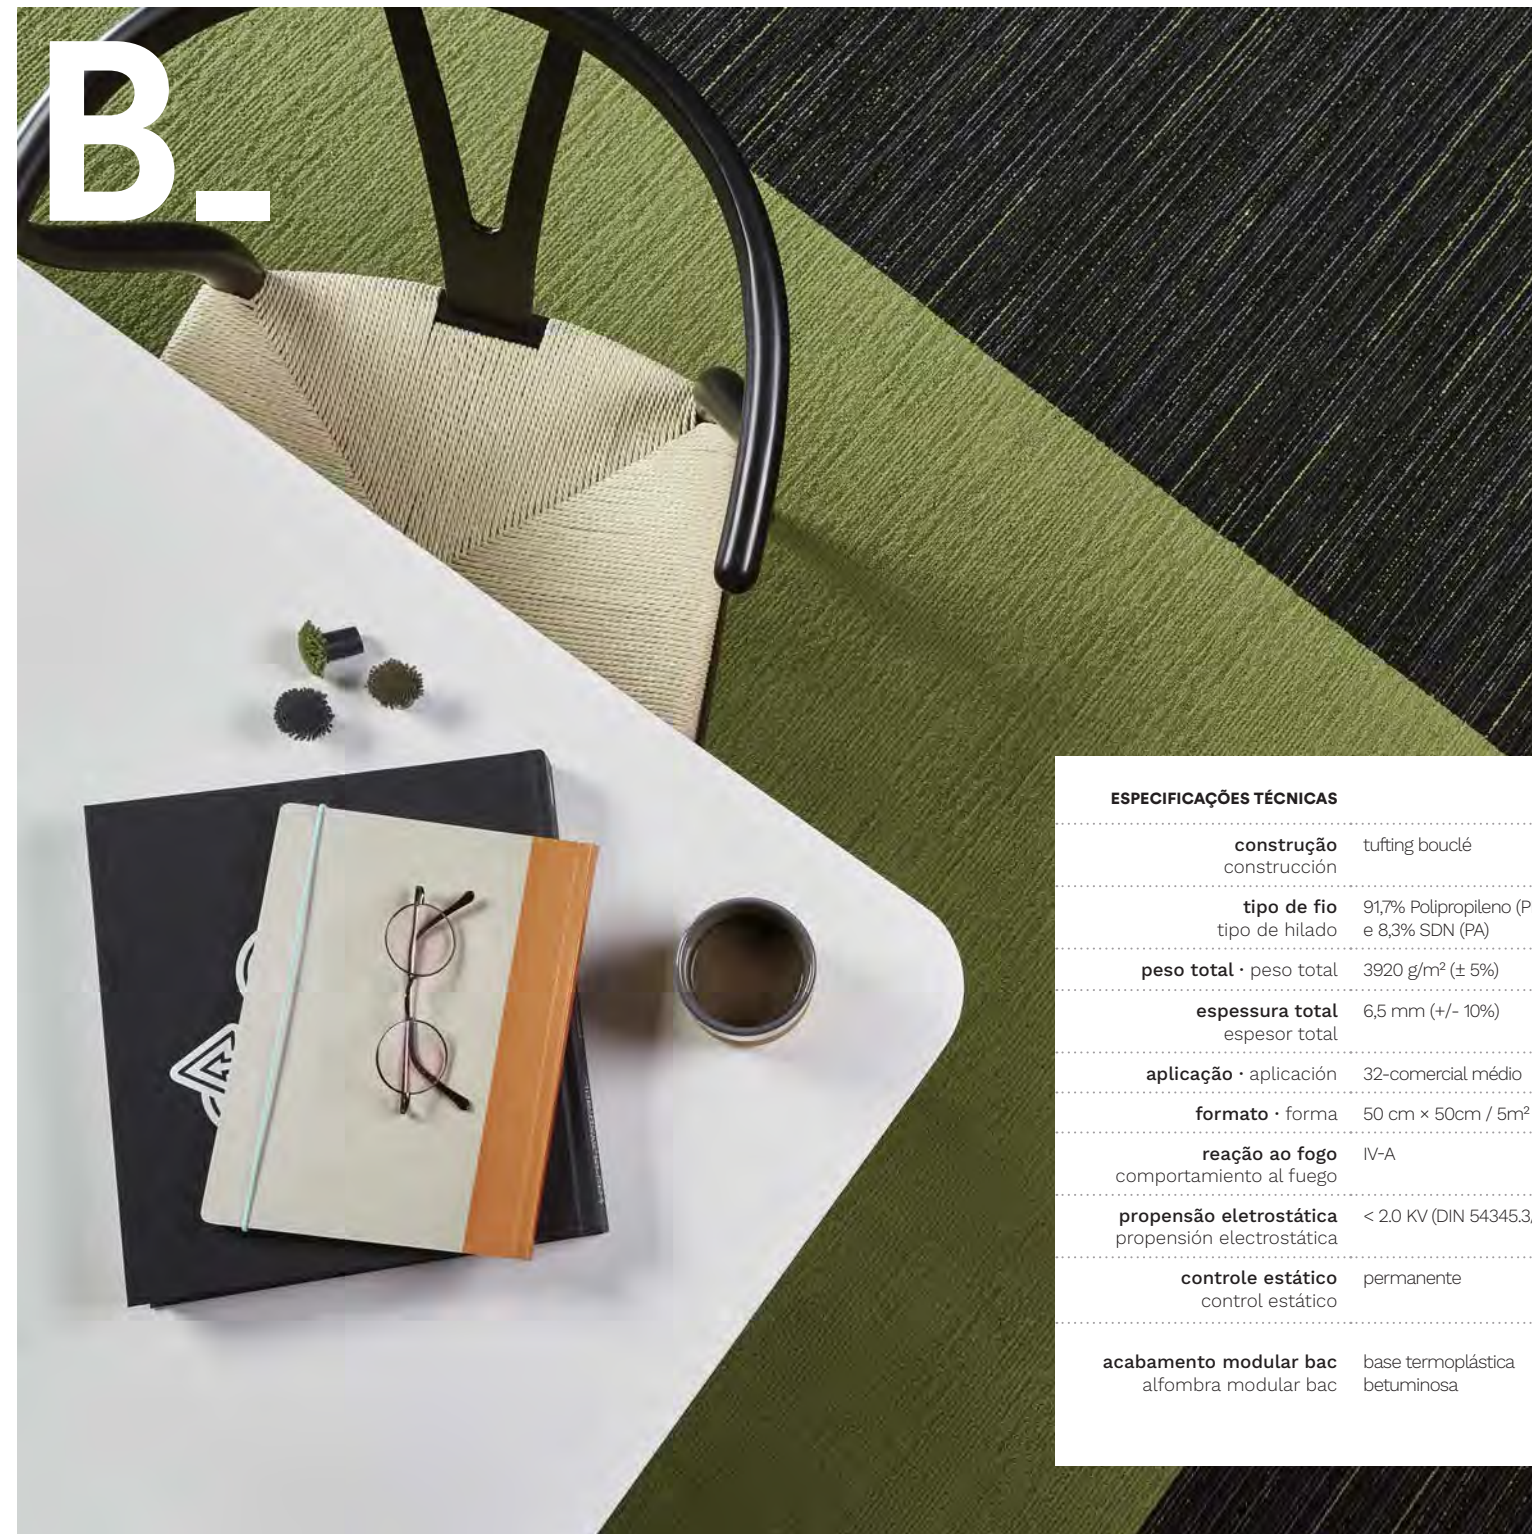 B_
ESPECIFICAÇÕES TÉCNICAS
construção tufting bouclé
construcción
tipo de fio 91,7% Polipropileno (P
tipo de hilado e 8,3% SDN (PA)
peso total · peso total 3920 g/m² (± 5%)
espessura total 6,5 mm (+/- 10%)
espesor total
aplicação · aplicación 32-comercial médio
formato · forma 50 cm × 50cm / 5m²
reação ao fogo IV-A
comportamiento al fuego
propensão eletrostática < 2.0 KV (DIN 54345.3,
propensión electrostática
controle estático permanente
control estático
acabamento modular bac base termoplástica
alfombra modular bac betuminosa